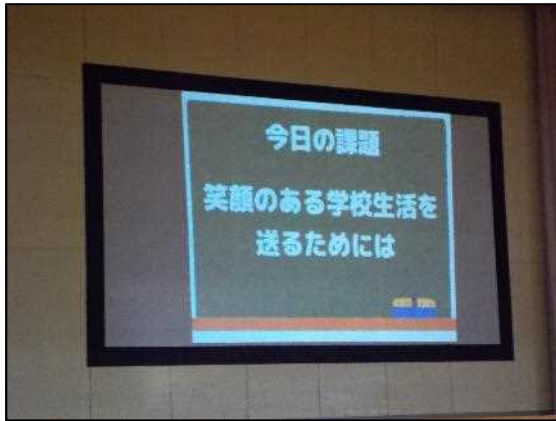 今日の課題
笑顔のある学校生活を
送るためには